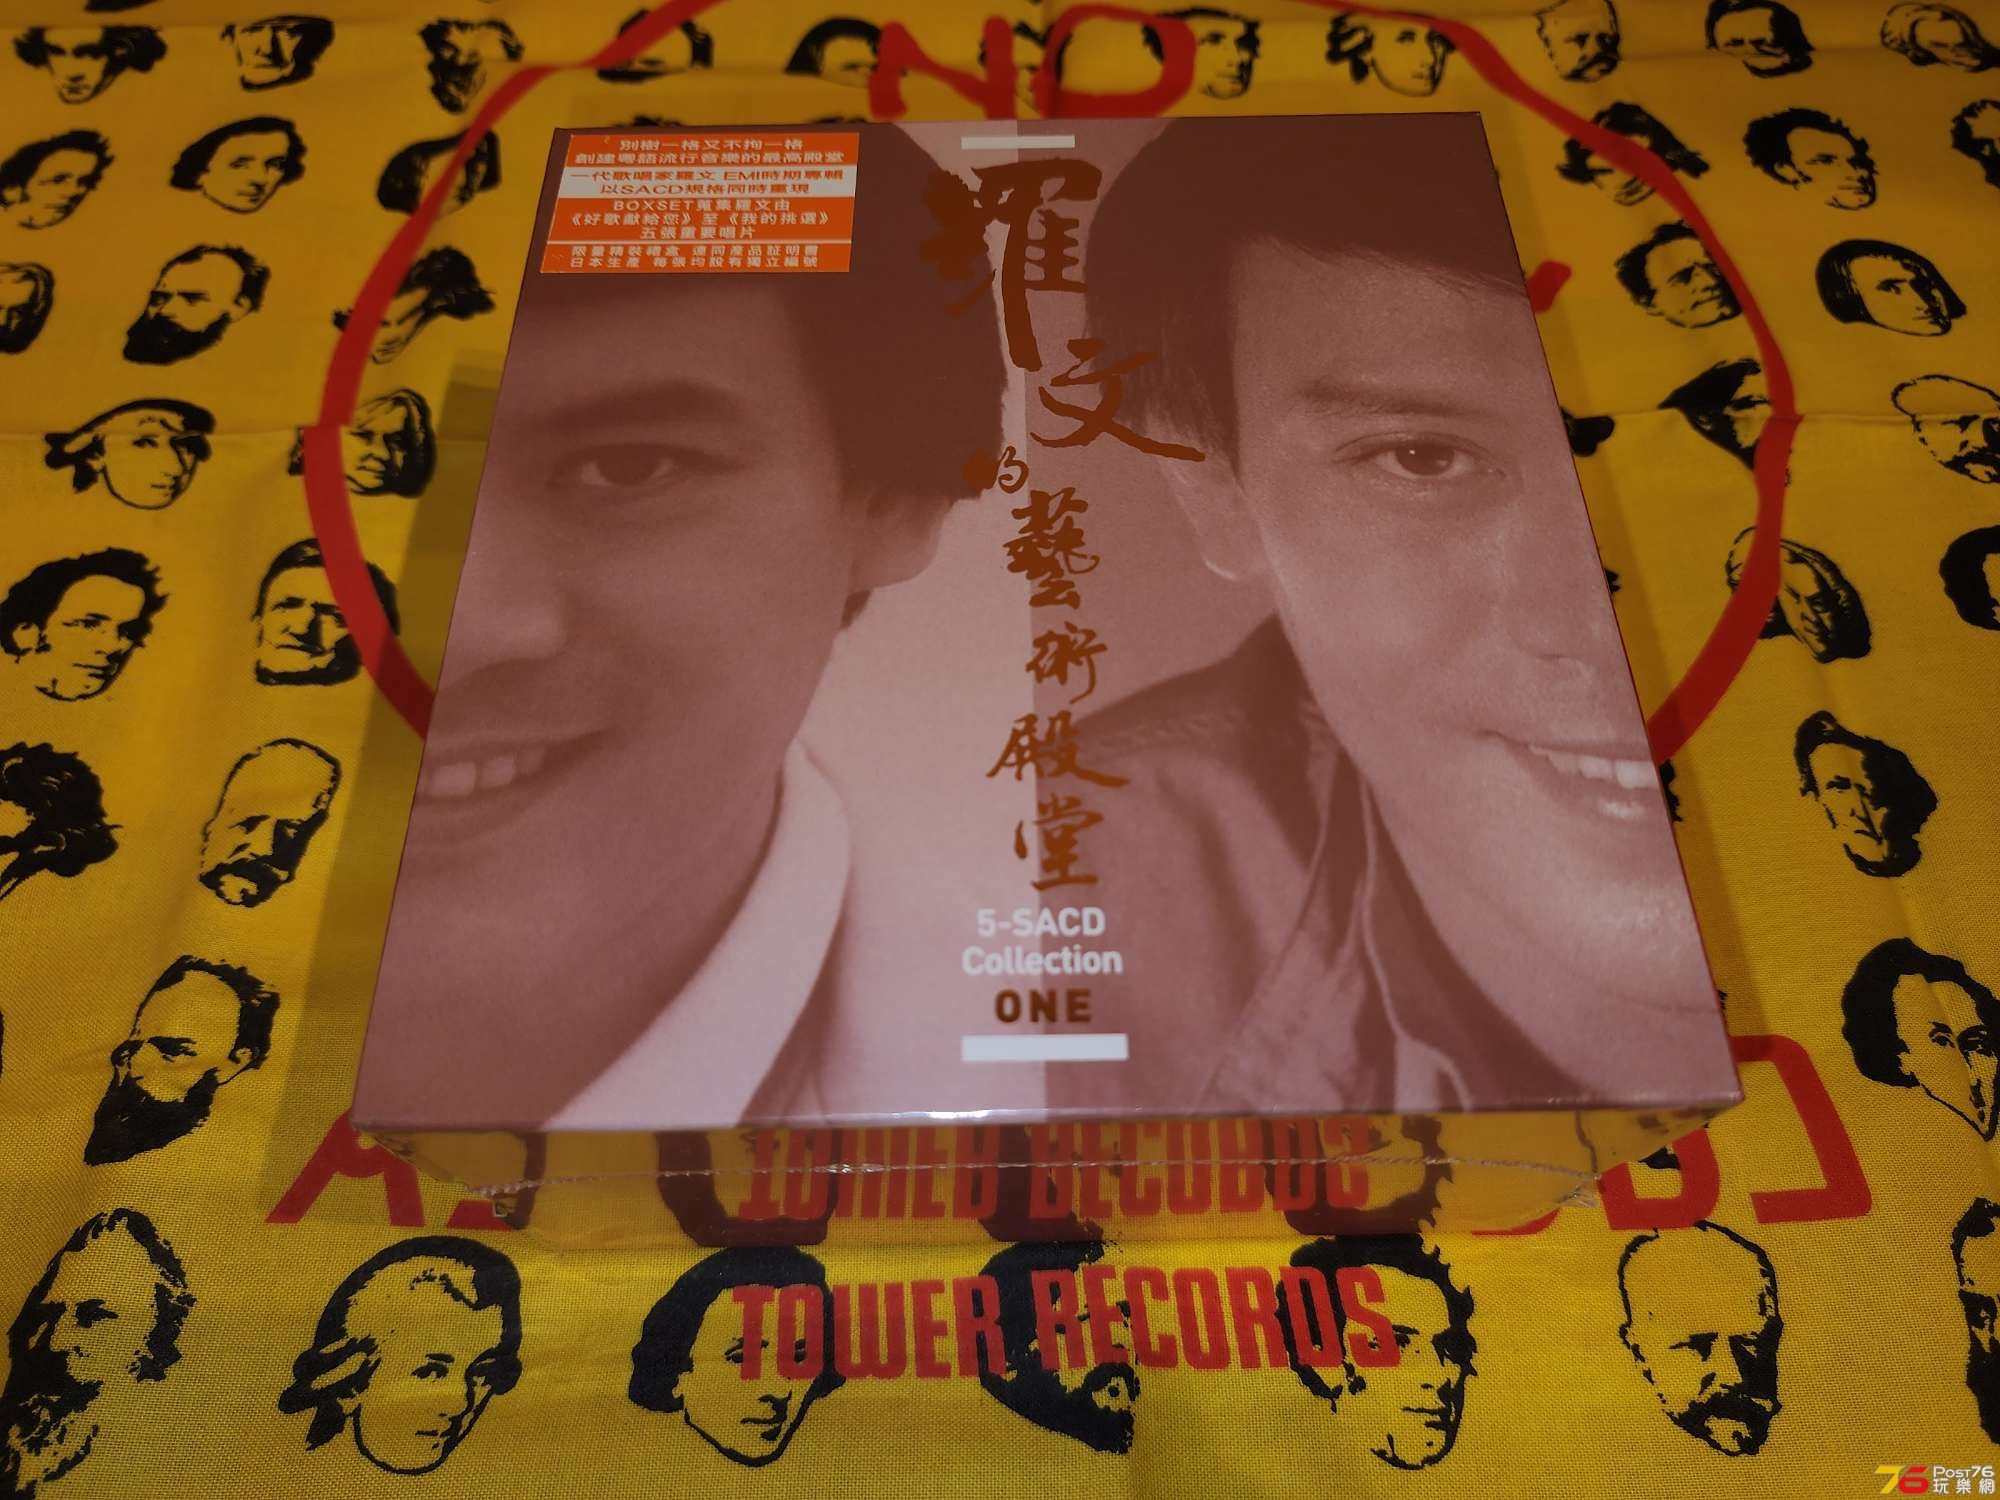 NO
別樹一格又不拘一格
創建粵語流行音樂的最高殿堂
一代歌唱家羅文 EMI時期專輯
以SACD規格同時重現
BOXSET蒐集羅文由
《好歌獻給您》至《我的挑選》
五張重要唱片
限量精裝禮盒 連同產品証明書
日本生產 每張均設有獨立編號
羅文的藝術殿堂
5-SACD
Collection
ONE
TOWER RECORDS
76 POST76
玩樂網